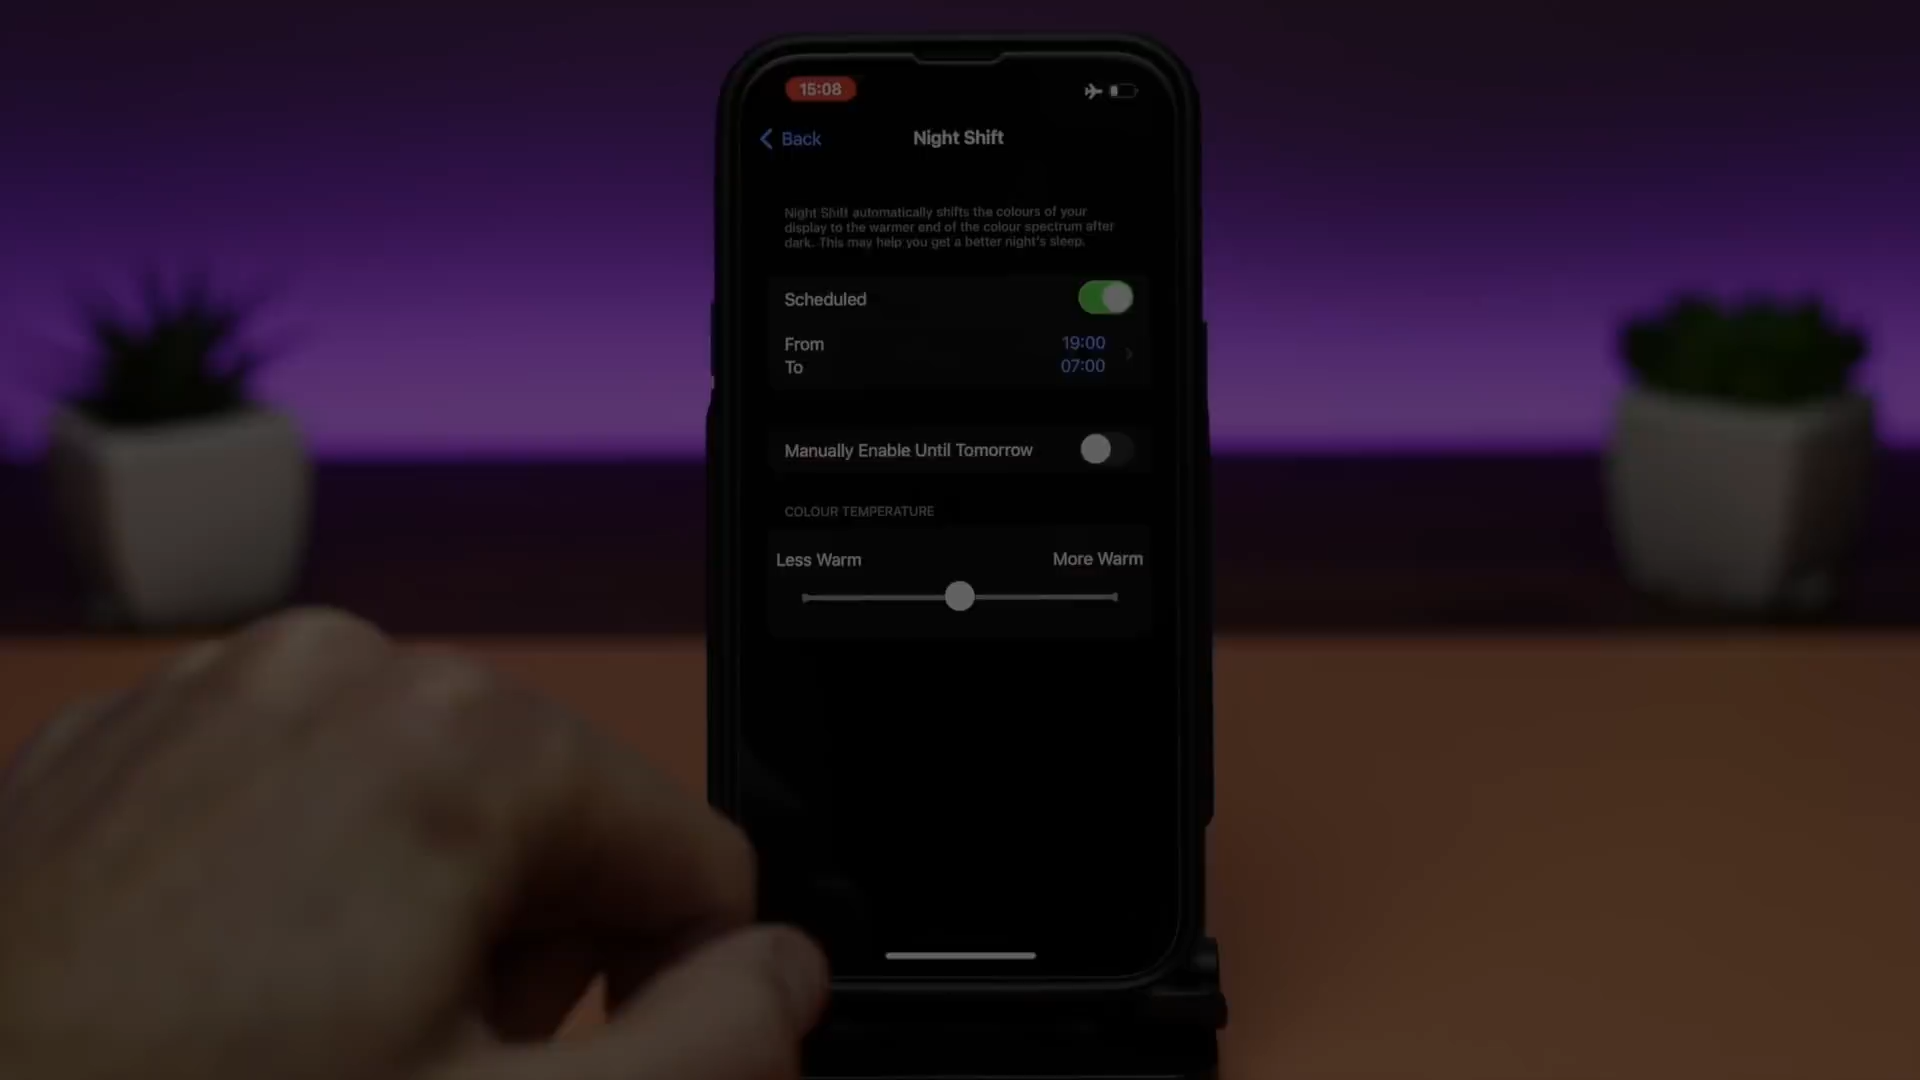 15:08
Back
Night Shift
Night Shift automatically shifts the colours of your
display to the warmer end of the colour spectrum after
dark. This may help you get a better night's sleep.
Scheduled
From 19:00
To 07:00
Manually Enable Until Tomorrow
COLOUR TEMPERATURE
Less Warm More Warm